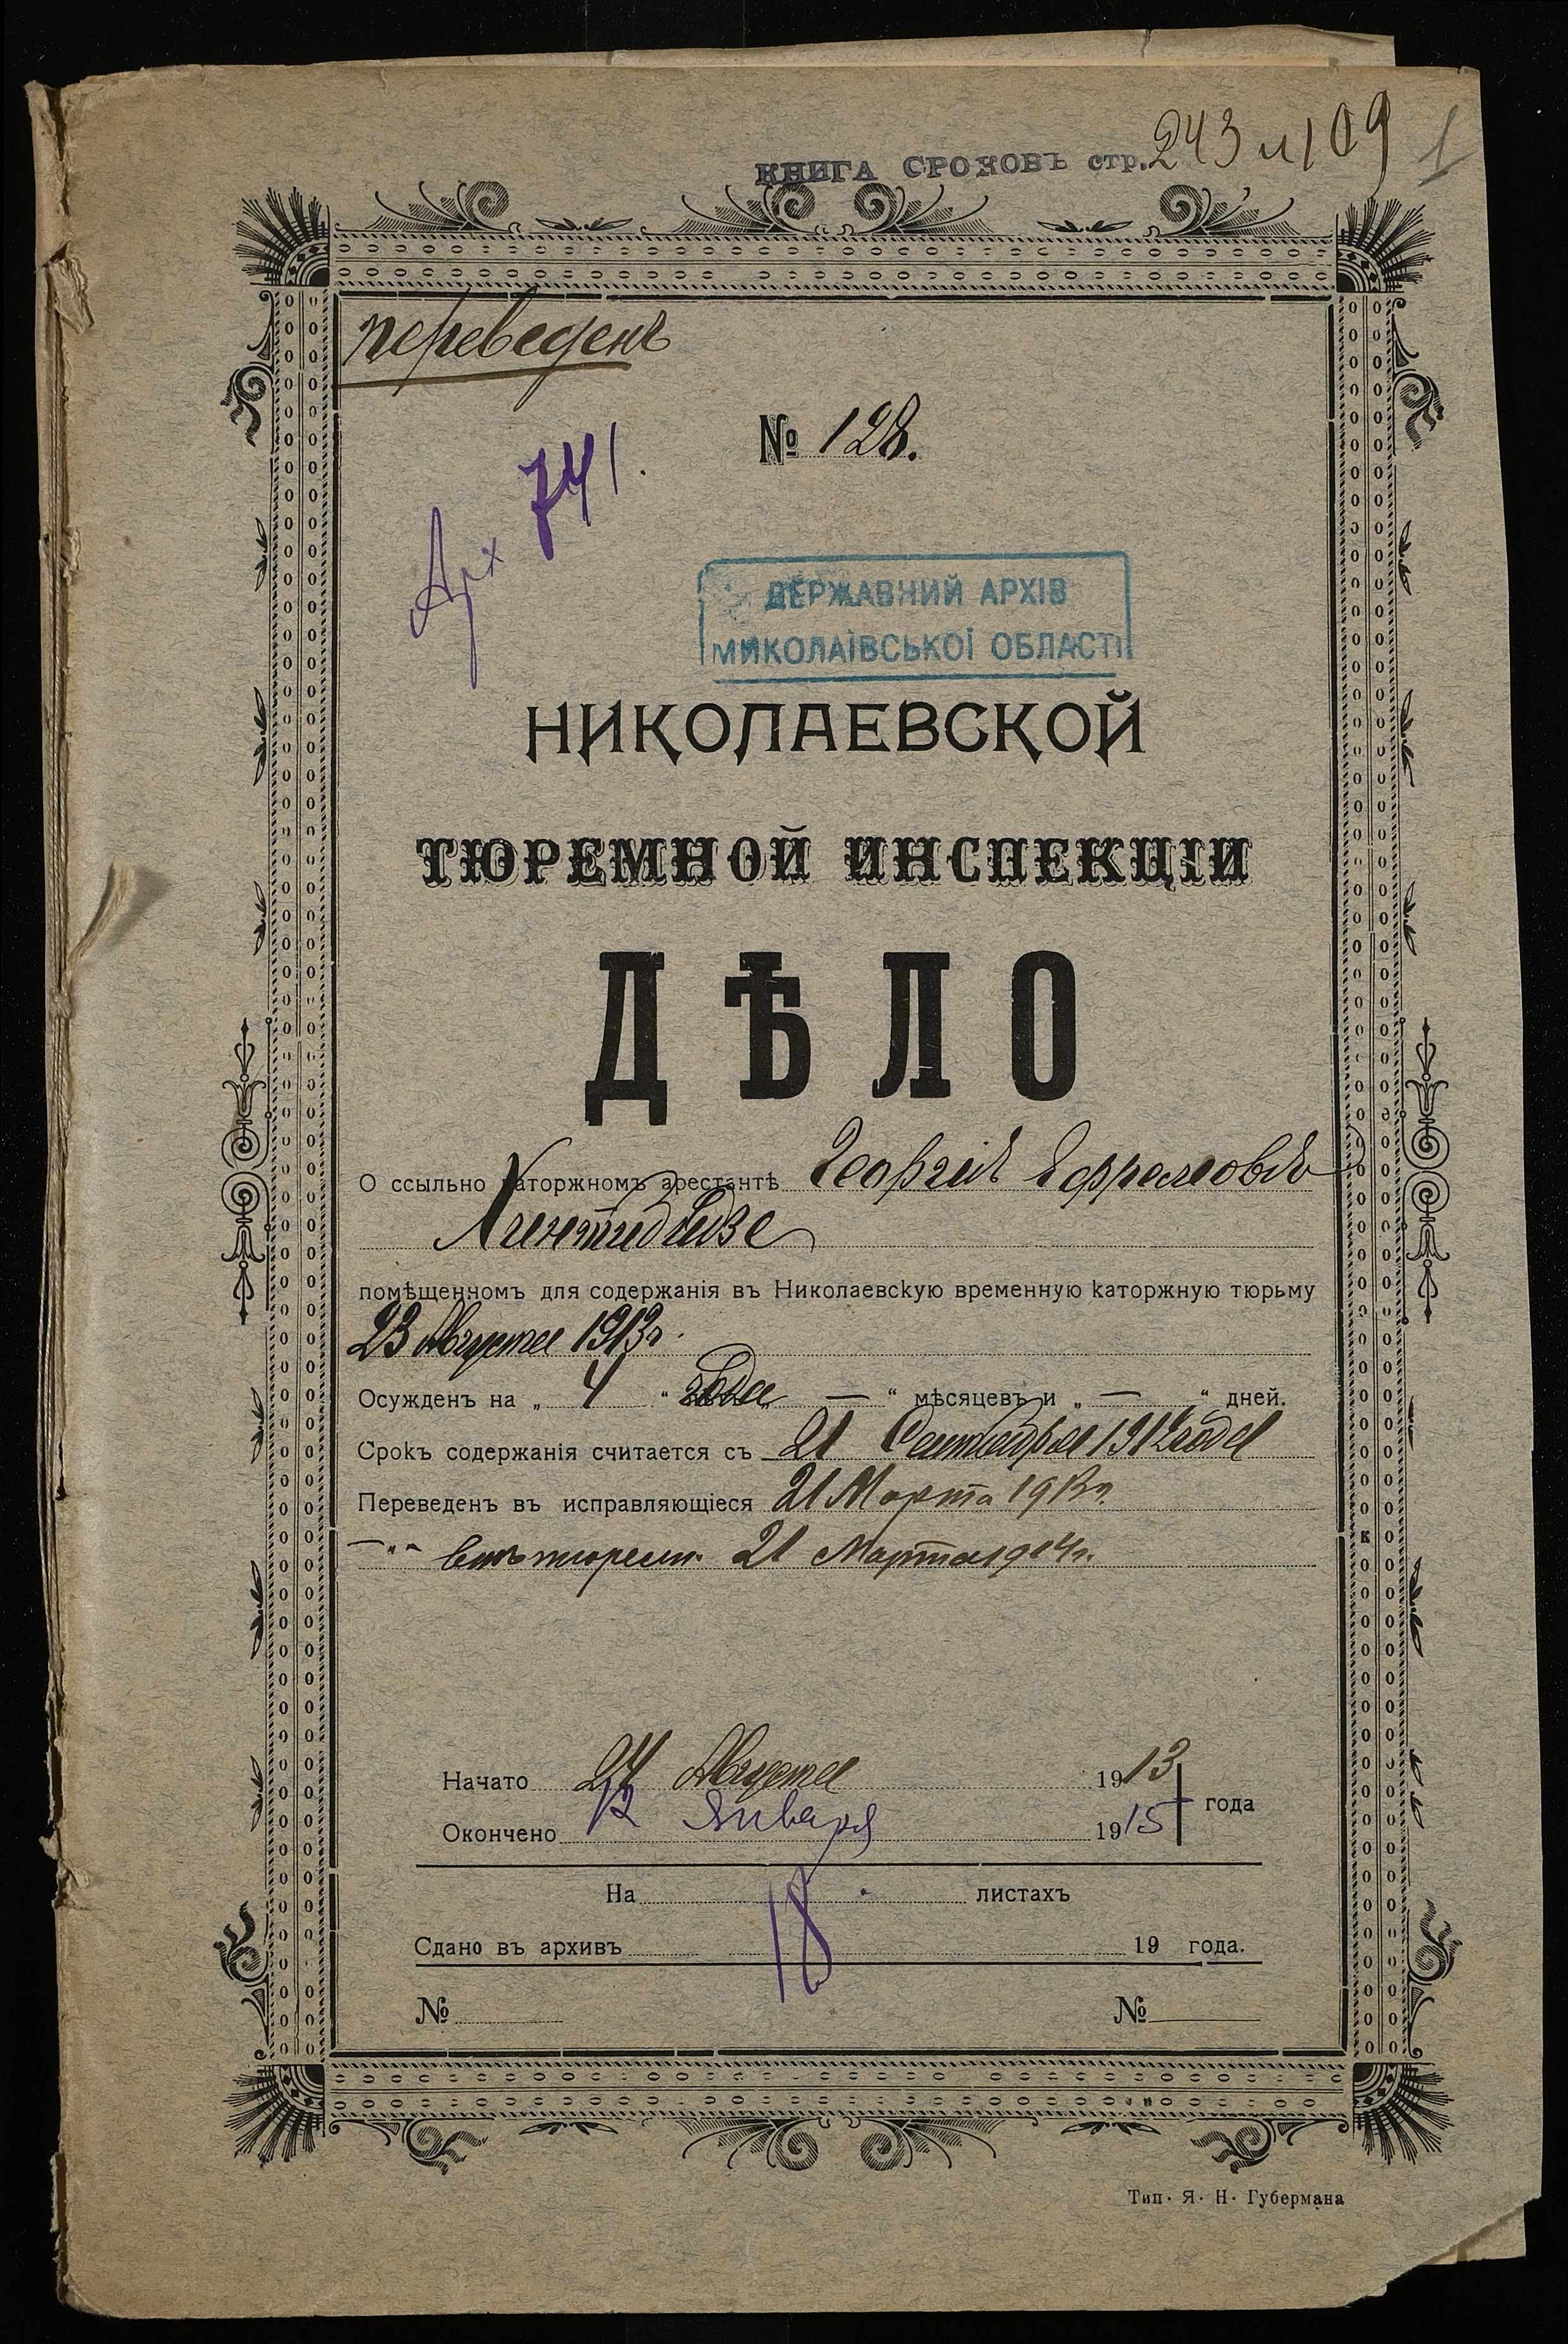 КНИГА СРОКОВЪ стр. 243 и 109 1
переведенъ
№ 128.
Арх 741.
ДЕРЖАВНИЙ АРХІВ
МИКОЛАЇВСЬКОЇ ОБЛАСТІ
НИКОЛАЕВСКОЙ
ТЮРЕМНОЙ ИНСПЕКЦІИ
ДѢЛО
О ссыльно каторжномъ арестантѣ Георгіѣ Ефремовѣ
помѣщенномъ для содержанія въ Николаевскую временную каторжную тюрьму
23 Августа 1913 г.
Осужденъ на „ 4 “ года — “ мѣсяцевъ и „ — “ дней.
Срокъ содержанія считается съ 21 Сентября 1912 года
Переведенъ въ исправляющіеся 21 Марта 1913 г.
—"— внѣ тюремн. 21 Марта 1914 г.
Начато 24 Августа 1913
года
Окончено 12 Января 1915
На 18 листахъ
Сдано въ архивъ 19 года.
№ №
Тип. Я. Н. Губермана